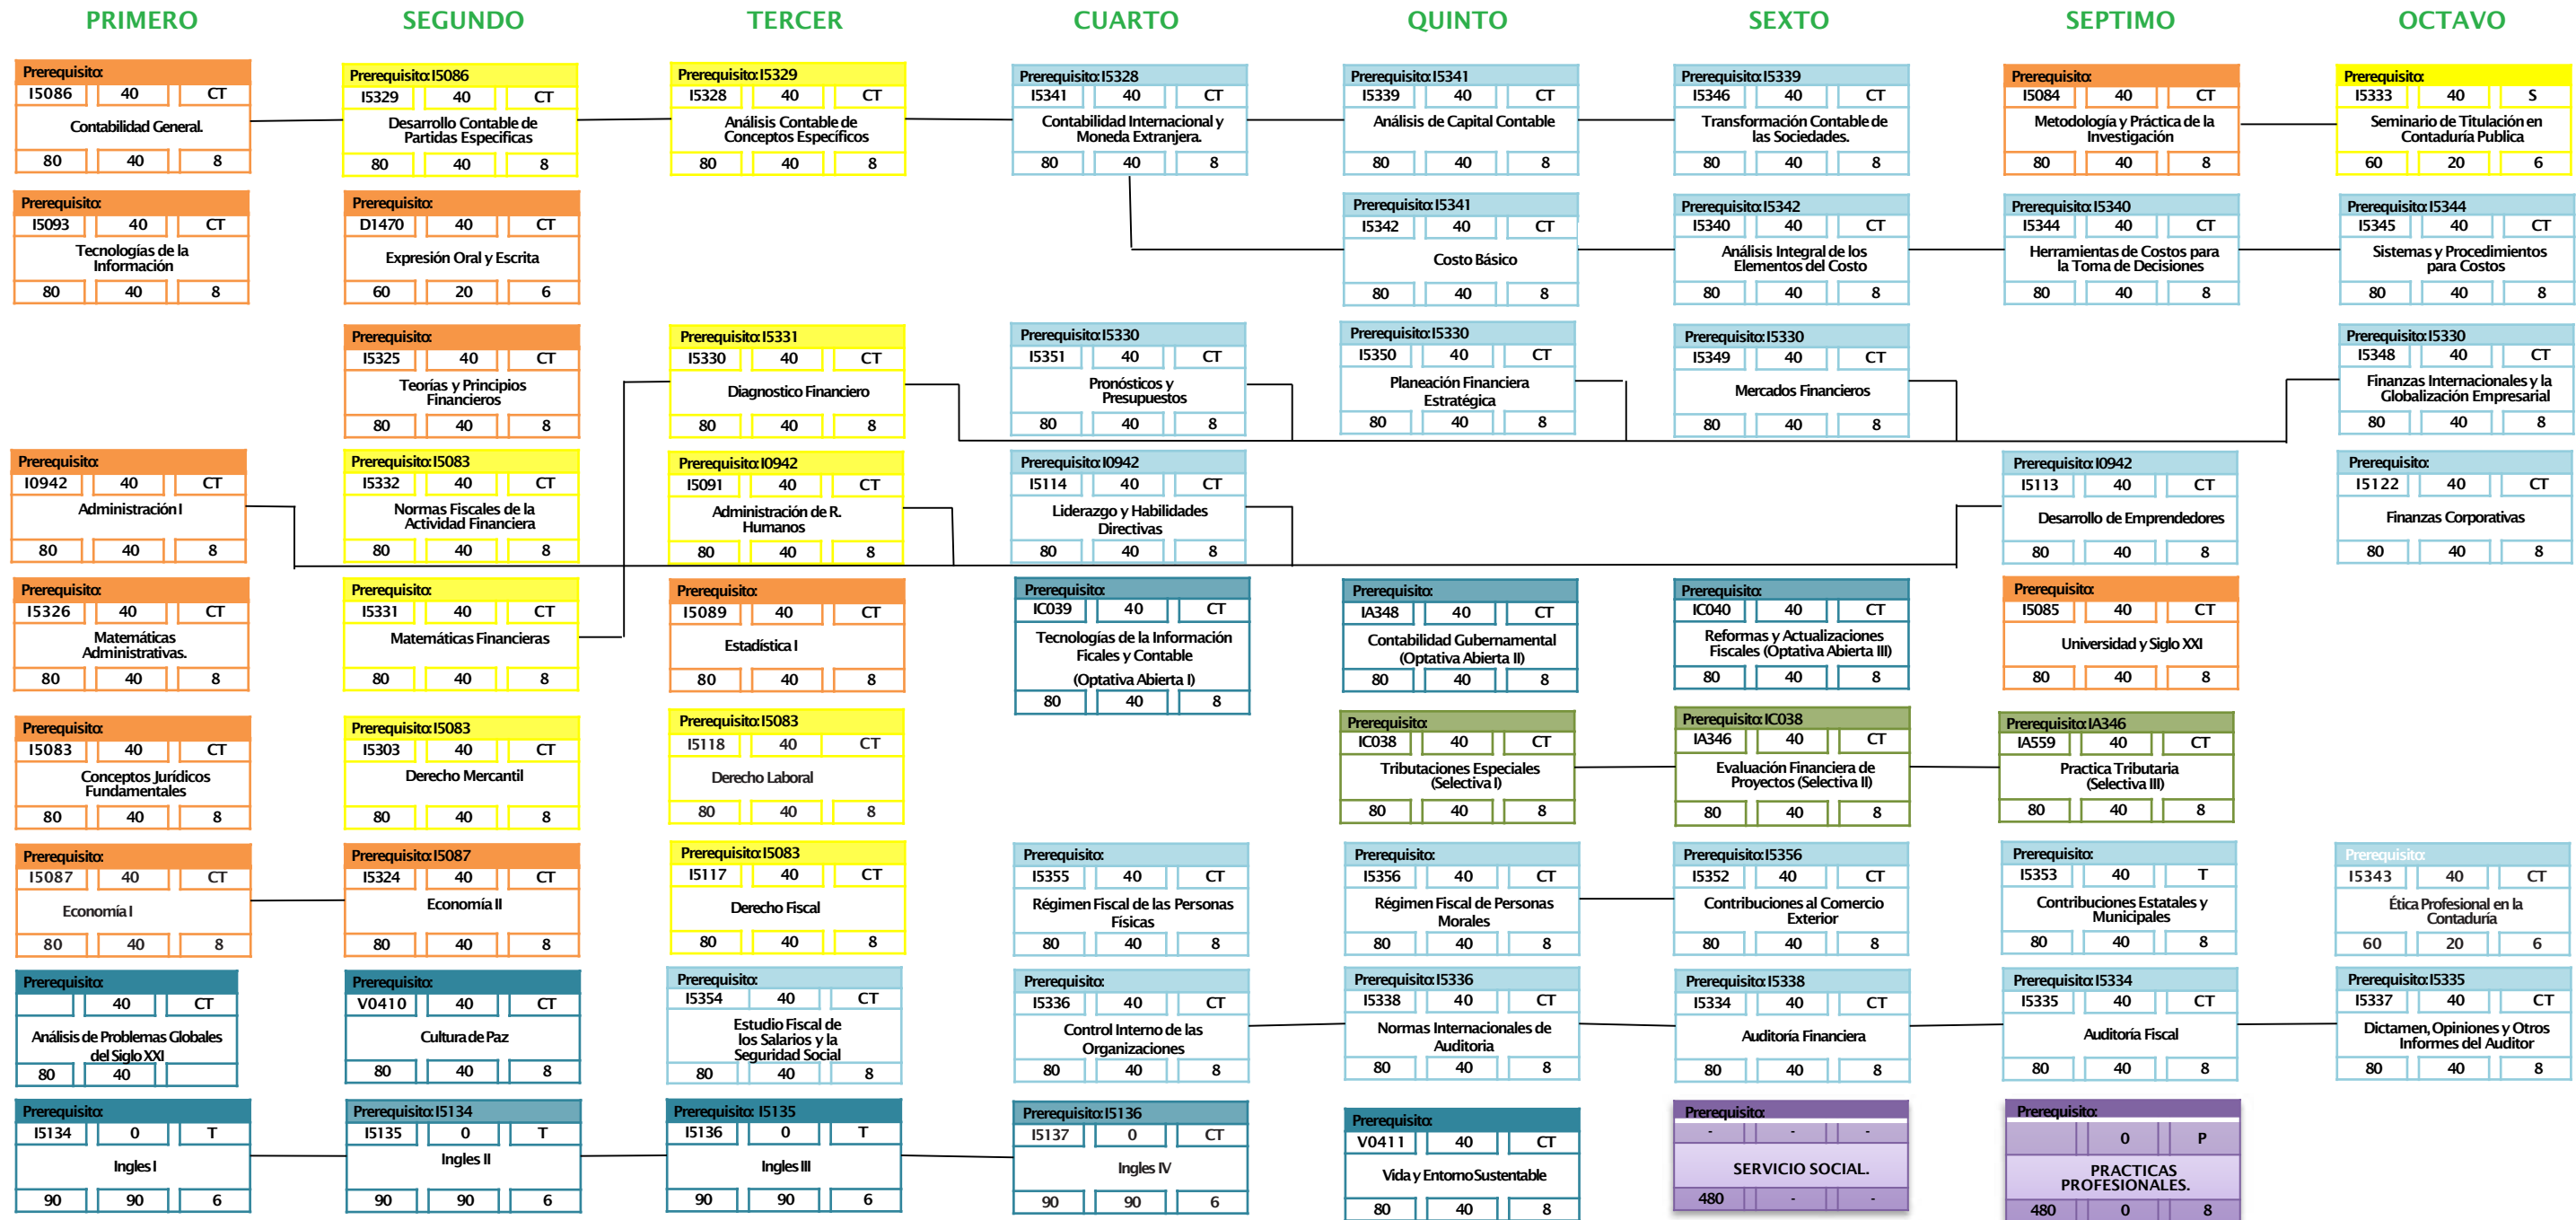 PRIMERO SEGUNDO TERCER CUARTO QUINTO SEXTO SEPTIMO OCTAVO
Prerequisito:
I5086 40 CT
Contabilidad General.
80 40 8
Prerequisito: I5086
I5329 40 CT
Desarrollo Contable de
Partidas Especificas
80 40 8
Prerequisito: I5329
I5328 40 CT
Análisis Contable de
Conceptos Específicos
80 40 8
Prerequisito: I5328
I5341 40 CT
Contabilidad Internacional y
Moneda Extranjera.
80 40 8
Prerequisito: I5341
I5339 40 CT
Análisis de Capital Contable
80 40 8
Prerequisito: I5339
I5346 40 CT
Transformación Contable de
las Sociedades.
80 40 8
Prerequisito:
I5084 40 CT
Metodología y Práctica de la
Investigación
80 40 8
Prerequisito:
I5333 40 S
Seminario de Titulación en
Contaduría Publica
60 20 6
Prerequisito:
I5093 40 CT
Tecnologías de la
Información
80 40 8
Prerequisito:
D1470 40 CT
Expresión Oral y Escrita
60 20 6
Prerequisito: I5341
I5342 40 CT
Costo Básico
80 40 8
Prerequisito: I5342
I5340 40 CT
Análisis Integral de los
Elementos del Costo
80 40 8
Prerequisito: I5340
I5344 40 CT
Herramientas de Costos para
la Toma de Decisiones
80 40 8
Prerequisito: I5344
I5345 40 CT
Sistemas y Procedimientos
para Costos
80 40 8
Prerequisito:
I5325 40 CT
Teorías y Principios
Financieros
80 40 8
Prerequisito: I5331
I5330 40 CT
Diagnostico Financiero
80 40 8
Prerequisito: I5330
I5351 40 CT
Pronósticos y
Presupuestos
80 40 8
Prerequisito: I5330
I5350 40 CT
Planeación Financiera
Estratégica
80 40 8
Prerequisito: I5330
I5349 40 CT
Mercados Financieros
80 40 8
Prerequisito: I5330
I5348 40 CT
Finanzas Internacionales y la
Globalización Empresarial
80 40 8
Prerequisito:
I0942 40 CT
Administración I
80 40 8
Prerequisito: I5083
I5332 40 CT
Normas Fiscales de la
Actividad Financiera
80 40 8
Prerequisito: I0942
I5091 40 CT
Administración de R.
Humanos
80 40 8
Prerequisito: I0942
I5114 40 CT
Liderazgo y Habilidades
Directivas
80 40 8
Prerequisito: I0942
I5113 40 CT
Desarrollo de Emprendedores
80 40 8
Prerequisito:
I5122 40 CT
Finanzas Corporativas
80 40 8
Prerequisito:
I5326 40 CT
Matemáticas
Administrativas.
80 40 8
Prerequisito:
I5331 40 CT
Matemáticas Financieras
80 40 8
Prerequisito:
I5089 40 CT
Estadística I
80 40 8
Prerequisito:
IC039 40 CT
Tecnologías de la Información
Ficales y Contable
(Optativa Abierta I)
80 40 8
Prerequisito:
IA348 40 CT
Contabilidad Gubernamental
(Optativa Abierta II)
80 40 8
Prerequisito:
IC040 40 CT
Reformas y Actualizaciones
Fiscales (Optativa Abierta III)
80 40 8
Prerequisito:
I5085 40 CT
Universidad y Siglo XXI
80 40 8
Prerequisito:
I5083 40 CT
Conceptos Jurídicos
Fundamentales
80 40 8
Prerequisito: I5083
I5303 40 CT
Derecho Mercantil
80 40 8
Prerequisito: I5083
I5118 40 CT
Derecho Laboral
80 40 8
Prerequisito:
IC038 40 CT
Tributaciones Especiales
(Selectiva I)
80 40 8
Prerequisito: IC038
IA346 40 CT
Evaluación Financiera de
Proyectos (Selectiva II)
80 40 8
Prerequisito: IA346
IA559 40 CT
Practica Tributaria
(Selectiva III)
80 40 8
Prerequisito:
I5087 40 CT
Economía I
80 40 8
Prerequisito: I5087
I5324 40 CT
Economía II
80 40 8
Prerequisito: I5083
I5117 40 CT
Derecho Fiscal
80 40 8
Prerequisito:
I5355 40 CT
Régimen Fiscal de las Personas
Físicas
80 40 8
Prerequisito:
I5356 40 CT
Régimen Fiscal de Personas
Morales
80 40 8
Prerequisito: I5356
I5352 40 CT
Contribuciones al Comercio
Exterior
80 40 8
Prerequisito:
I5353 40 T
Contribuciones Estatales y
Municipales
80 40 8
Prerequisito:
I5343 40 CT
Ética Profesional en la
Contaduría
60 20 6
Prerequisito:
40 CT
Análisis de Problemas Globales
del Siglo XXI
80 40
Prerequisito:
V0410 40 CT
Cultura de Paz
80 40 8
Prerequisito:
I5354 40 CT
Estudio Fiscal de
los Salarios y la
Seguridad Social
80 40 8
Prerequisito:
I5336 40 CT
Control Interno de las
Organizaciones
80 40 8
Prerequisito: I5336
I5338 40 CT
Normas Internacionales de
Auditoria
80 40 8
Prerequisito: I5338
I5334 40 CT
Auditoría Financiera
80 40 8
Prerequisito: I5334
I5335 40 CT
Auditoría Fiscal
80 40 8
Prerequisito: I5335
I5337 40 CT
Dictamen, Opiniones y Otros
Informes del Auditor
80 40 8
Prerequisito:
I5134 0 T
Ingles I
90 90 6
Prerequisito: I5134
I5135 0 T
Ingles II
90 90 6
Prerequisito: I5135
I5136 0 T
Ingles III
90 90 6
Prerequisito: I5136
I5137 0 CT
Ingles IV
90 90 6
Prerequisito:
V0411 40 CT
Vida y Entorno Sustentable
80 40 8
Prerequisito:
- - -
SERVICIO SOCIAL.
480 - -
Prerequisito:
0 P
PRACTICAS
PROFESIONALES.
480 0 8